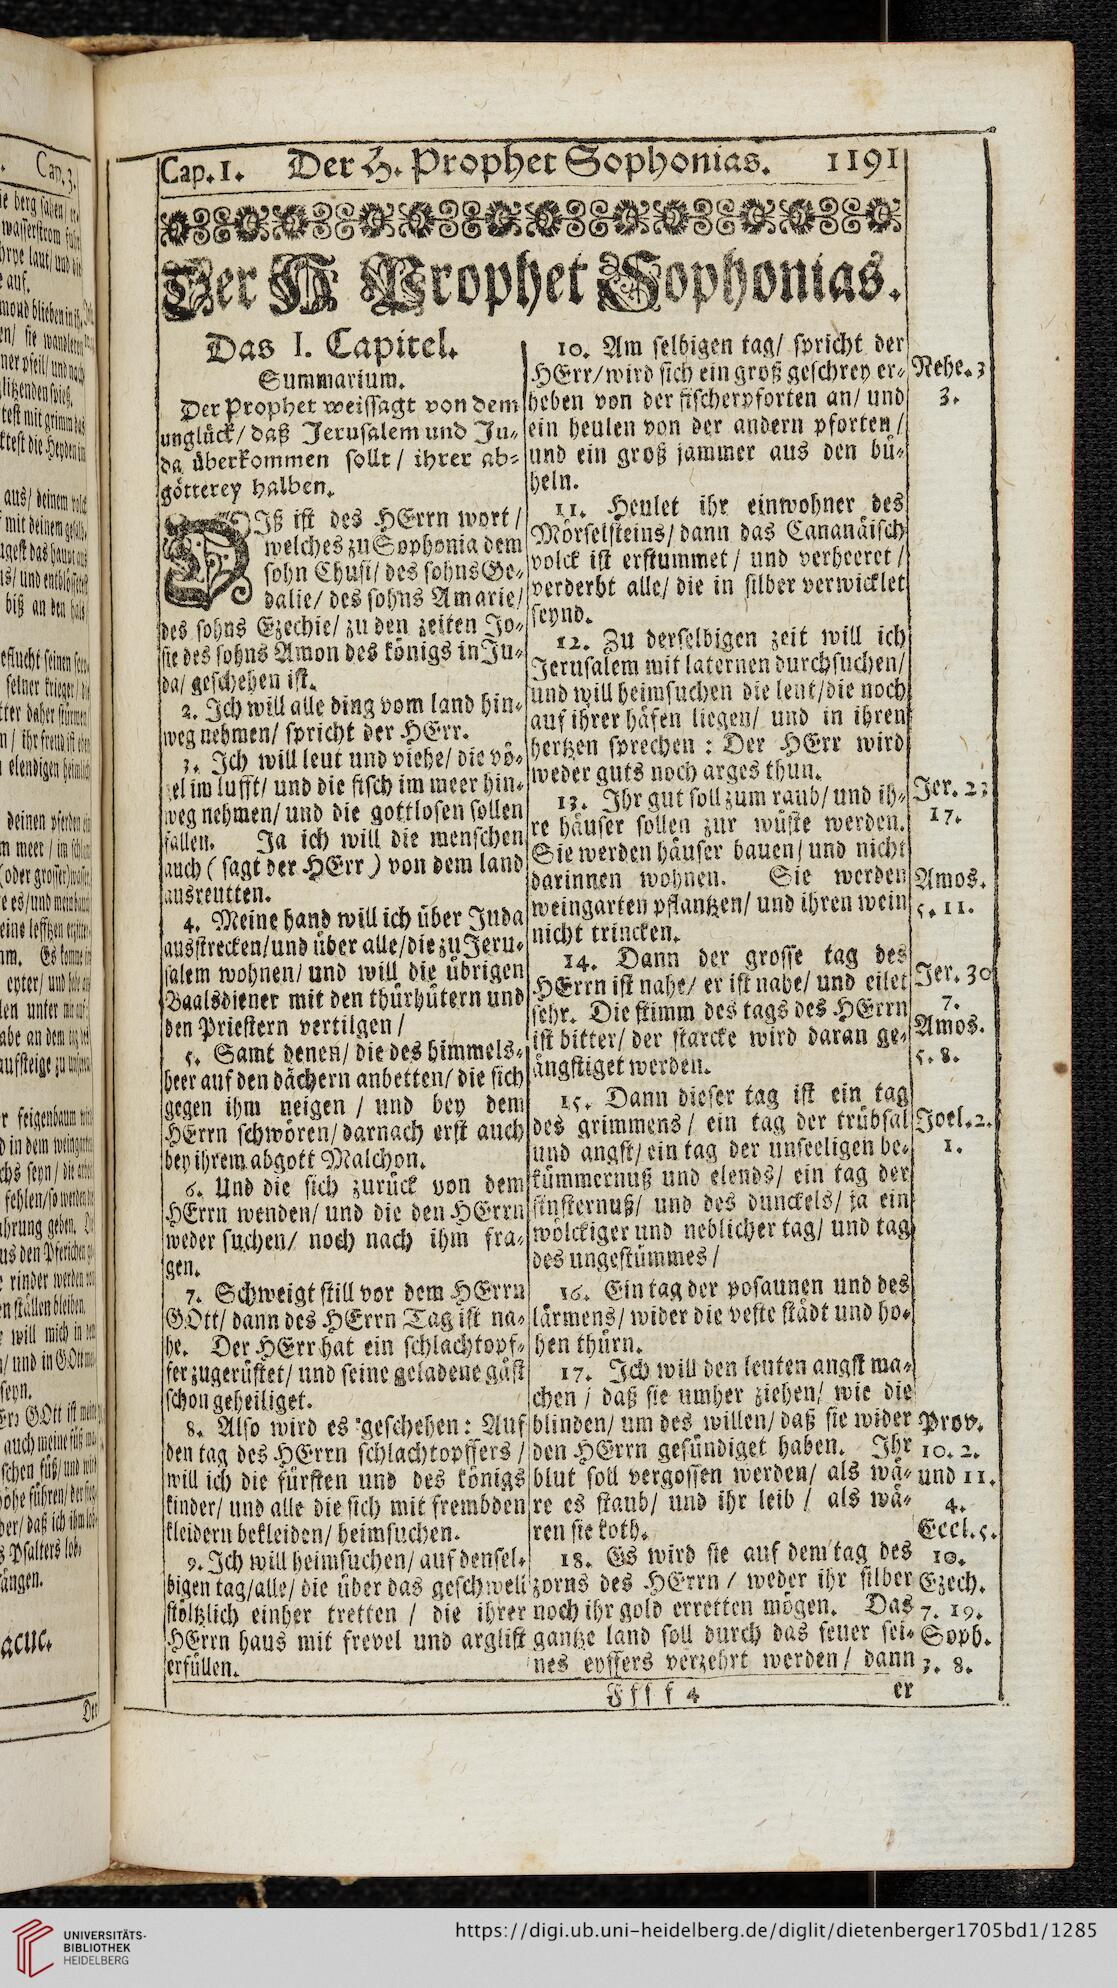 Cap. I. Der H. Prophet Sophonias. 1191
Der H. Prophet Sophonias.
Das I. Capitel.
Summarium.
Der Prophet weissagt von dem
unglück/ daß Jerusalem und Ju-
da überkommen sollt / ihrer ab-
götterey halben.
DIß ist des HErrn wort /
welches zu Sophonia dem
sohn Chusi/ des sohns Ge-
dalie/ des sohns Amarie/
des sohns Ezechie/ zu den zeiten Jo-
sie des sohns Amon des königs in Ju-
da/ geschehen ist.
2. Ich will alle ding vom land hin-
weg nehmen/ spricht der HErr.
3. Ich will leut und viehe/ die vö-
gel im lufft/ und die fisch im meer hin-
weg nehmen/ und die gottlosen sollen
fallen. Ja ich will die menschen
auch ( sagt der HErr ) von dem land
ausreutten.
4. Meine hand will ich über Juda
ausstrecken/ und über alle/ die zu Jeru-
salem wohnen/ und will die übrigen
Baalsdiener mit den thürhütern und
den Priestern vertilgen /
5. Samt denen/ die des himmels-
heer auf den dächern anbetten/ die sich
gegen ihm neigen / und bey dem
HErrn schwören/ darnach erst auch
bey ihrem abgott Malchon.
6. Und die sich zurück von dem
HErrn wenden/ und die den HErrn
weder suchen/ noch nach ihm fra-
gen.
7. Schweigt still vor dem HErrn
GOtt/ dann des HErrn Tag ist na-
he. Der HErr hat ein schlachtopf-
fer zugerüstet/ und seine geladene gäst
schon geheiliget.
8. Also wird es geschehen : Auf
den tag des HErrn schlachtopffers /
will ich die fürsten und des königs
kinder/ und alle die sich mit frembden
kleidern bekleiden/ heimsuchen.
9. Ich will heimsuchen/ auf densel-
bigen tag/ alle/ die über das geschwell
stöltzlich einher tretten / die ihrer
HErrn haus mit frevel und arglist
erfüllen.
10. Am selbigen tag/ spricht der
HErr/ wird sich ein groß geschrey er-
heben von der fischerpforten an/ und
ein heulen von der andern pforten /
und ein groß jammer aus den bü-
heln.
11. Heulet ihr einwohner des
Mörselsteins/ dann das Cananäisch
volck ist erstummet / und verheeret /
verderbt alle/ die in silber verwicklet
seynd.
12. Zu derselbigen zeit will ich
Jerusalem mit laternen durchsuchen/
und will heimsuchen die leut/ die noch
auf ihrer häfen liegen/ und in ihren
hertzen sprechen : Der HErr wird
weder guts noch arges thun.
13. Ihr gut soll zum raub/ und ih-
re häuser sollen zur wüste werden.
Sie werden häuser bauen/ und nicht
darinnen wohnen. Sie werden
weingarten pflantzen/ und ihren wein
nicht trincken.
14. Dann der grosse tag des
HErrn ist nahe/ er ist nahe/ und eilet
sehr. Die stimm des tags des HErrn
ist bitter/ der starcke wird daran ge-
ängstiget werden.
15. Dann dieser tag ist ein tag
des grimmens / ein tag der trübsal
und angst/ ein tag der unseeligen be-
kümmernuß und elends/ ein tag der
finsternuß/ und des dunckels/ ja ein
wölckiger und neblicher tag/ und tag
des ungestümmes /
16. Ein tag der posaunen und des
lärmens/ wider die veste städt und ho-
hen thürn.
17. Ich will den leuten angst ma-
chen / daß sie umher ziehen/ wie die
blinden/ um des willen/ daß sie wider
den HErrn gesündiget haben. Ihr
blut soll vergossen werden/ als wä-
re es staub/ und ihr leib / als wä-
ren sie koth.
18. Es wird sie auf dem tag des
zorns des HErrn / weder ihr silber
noch ihr gold erretten mögen. Das
gantze land soll durch das feuer sei-
nes eyffers verzehrt werden/ dann
Ffff 4 er
Nehe. 3
3.
Jer. 23
17.
Amos.
5. 11.
Jer. 30
7.
Amos.
5. 8.
Joel. 2.
1.
Prov.
10. 2.
und 11.
4.
Eccl. 5.
10.
Ezech.
7. 19.
Soph.
3. 8.
UNIVERSITÄTS-
BIBLIOTHEK
HEIDELBERG
https://digi.ub.uni-heidelberg.de/diglit/dietenberger1705bd1/1285